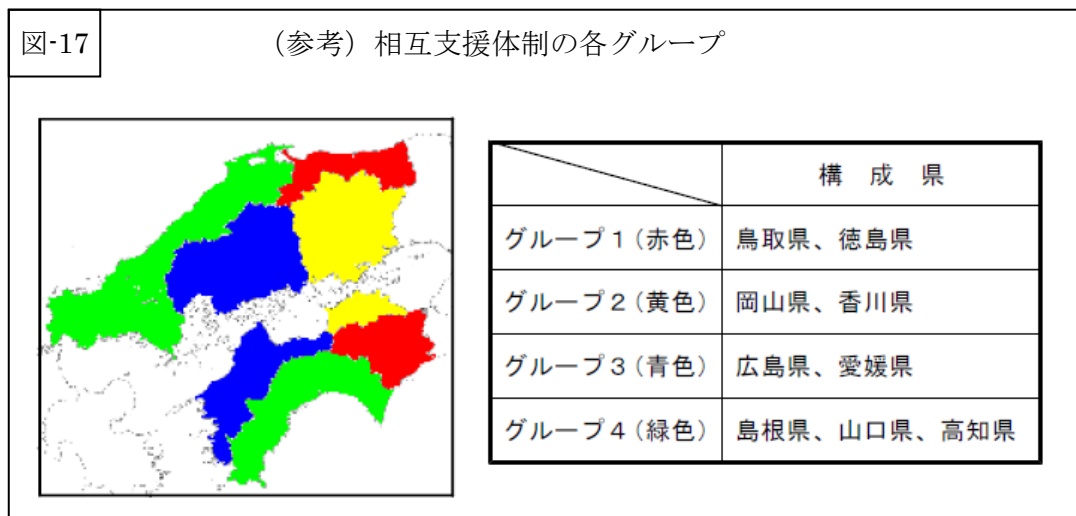 図-17
(参考) 相互支援体制の各グループ
構 成 県
グループ1(赤色) 鳥取県、徳島県
グループ2(黄色) 岡山県、香川県
グループ3(青色) 広島県、愛媛県
グループ4(緑色) 島根県、山口県、高知県